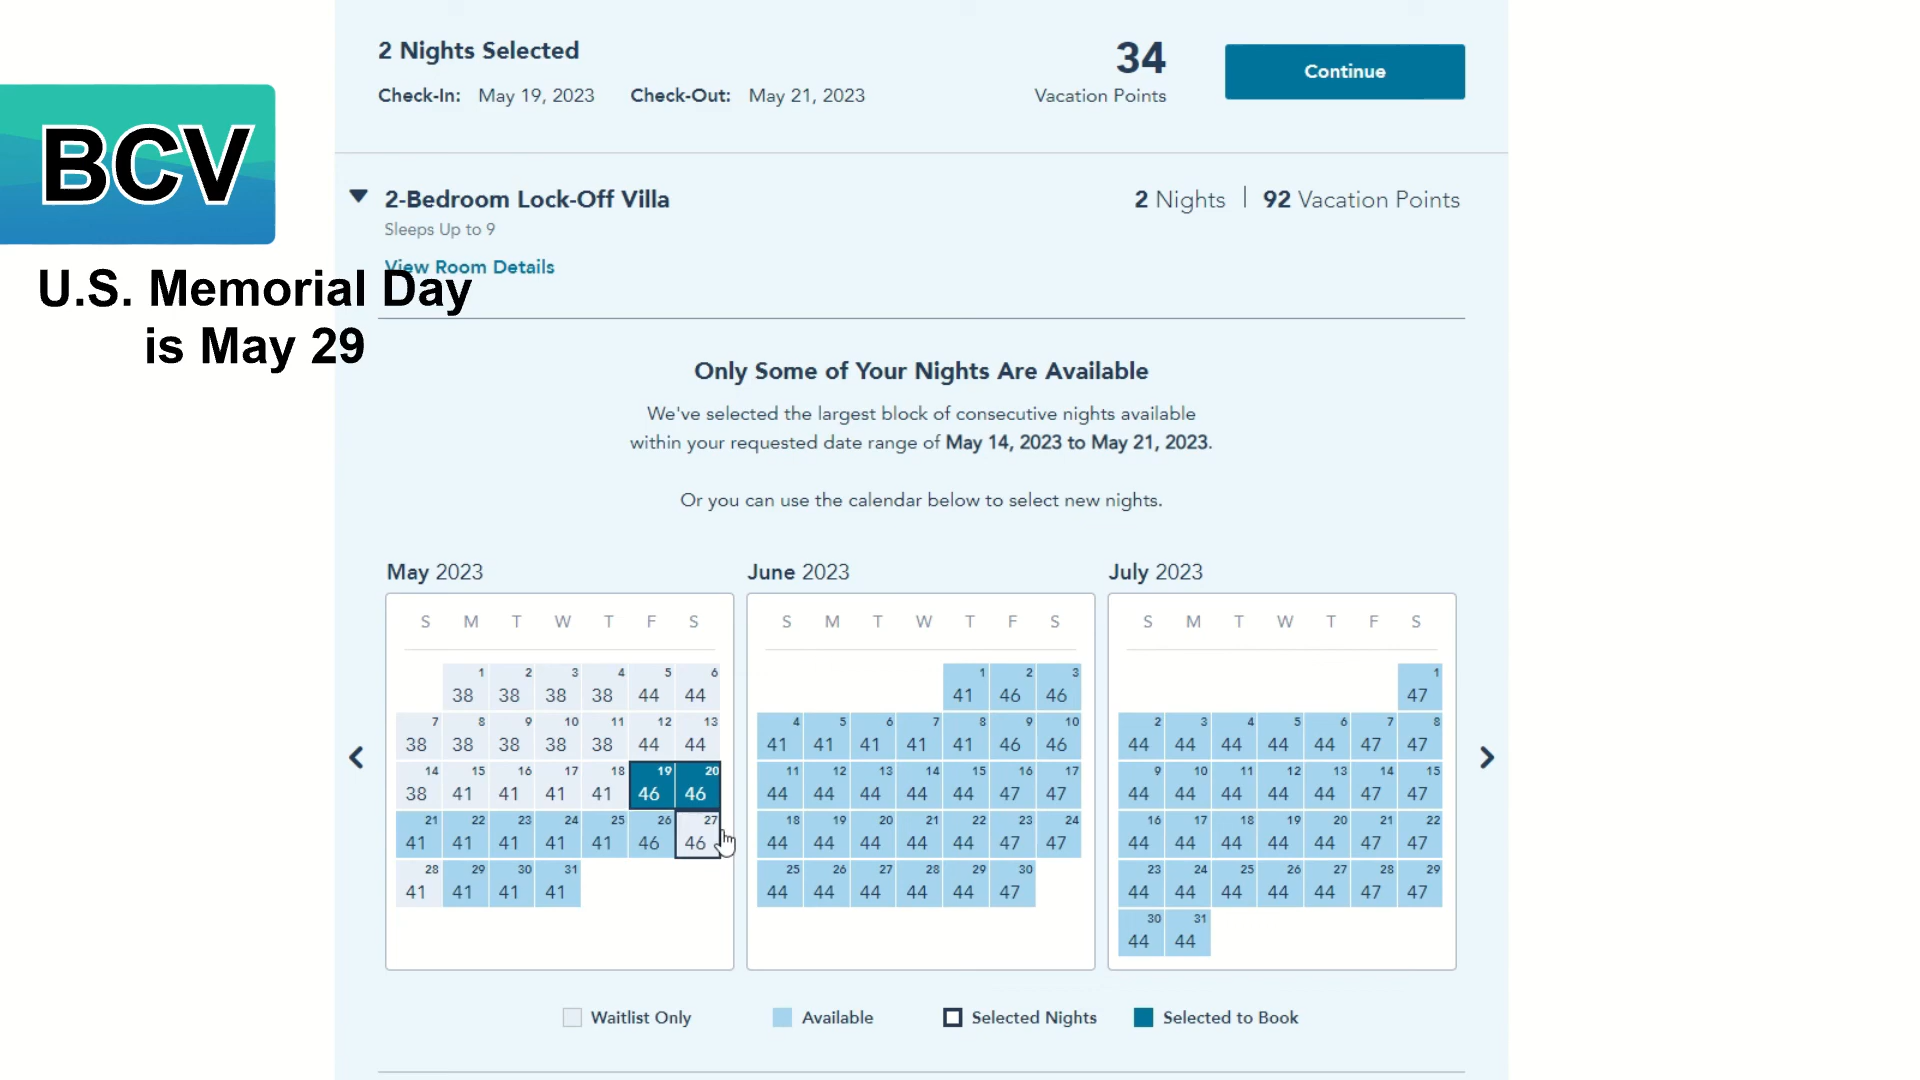 2 Nights Selected
Check-In: May 19, 2023 Check-Out: May 21, 2023
34
Vacation Points
Continue
BCV
U.S. Memorial Day
is May 29
2-Bedroom Lock-Off Villa
Sleeps Up to 9
View Room Details
2 Nights | 92 Vacation Points
Only Some of Your Nights Are Available
We've selected the largest block of consecutive nights available
within your requested date range of May 14, 2023 to May 21, 2023.
Or you can use the calendar below to select new nights.
May 2023
S M T W T F S
1 2 3 4 5 6
38 38 38 38 44 44
7 8 9 10 11 12 13
38 38 38 38 38 44 44
14 15 16 17 18 19 20
38 41 41 41 41 46 46
21 22 23 24 25 26 27
41 41 41 41 41 46 46
28 29 30 31
41 41 41 41
June 2023
S M T W T F S
1 2 3
41 46 46
4 5 6 7 8 9 10
41 41 41 41 41 46 46
11 12 13 14 15 16 17
44 44 44 44 44 47 47
18 19 20 21 22 23 24
44 44 44 44 44 47 47
25 26 27 28 29 30
44 44 44 44 44 47
July 2023
S M T W T F S
1
47
2 3 4 5 6 7 8
44 44 44 44 44 47 47
9 10 11 12 13 14 15
44 44 44 44 44 47 47
16 17 18 19 20 21 22
44 44 44 44 44 47 47
23 24 25 26 27 28 29
44 44 44 44 44 47 47
30 31
44 44
Waitlist Only Available Selected Nights Selected to Book